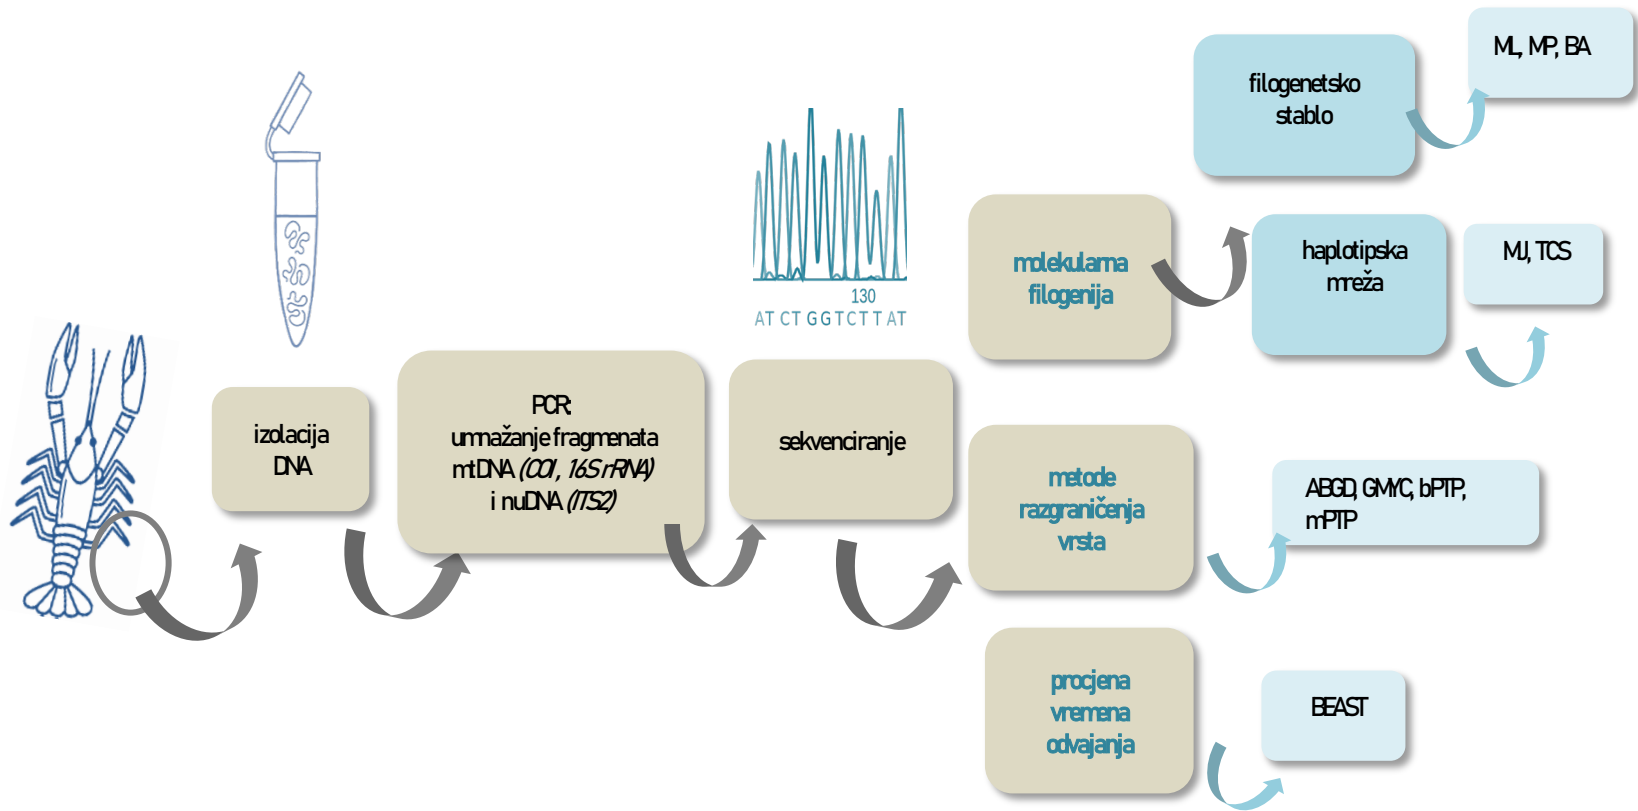 izolacija
DNA
PCR:
umnažanje fragmenata
mtDNA (COI, 16S rRNA)
i nuDNA (ITS2)
130
AT CT GGTCTT AT
sekvenciranje
molekularna
filogenija
filogenetsko
stablo
ML, MP, BA
haplotipska
mreža
MJ, TCS
metode
razgraničenja
vrsta
ABGD, GMYC, bPTP,
mPTP
procjena
vremena
odvajanja
BEAST